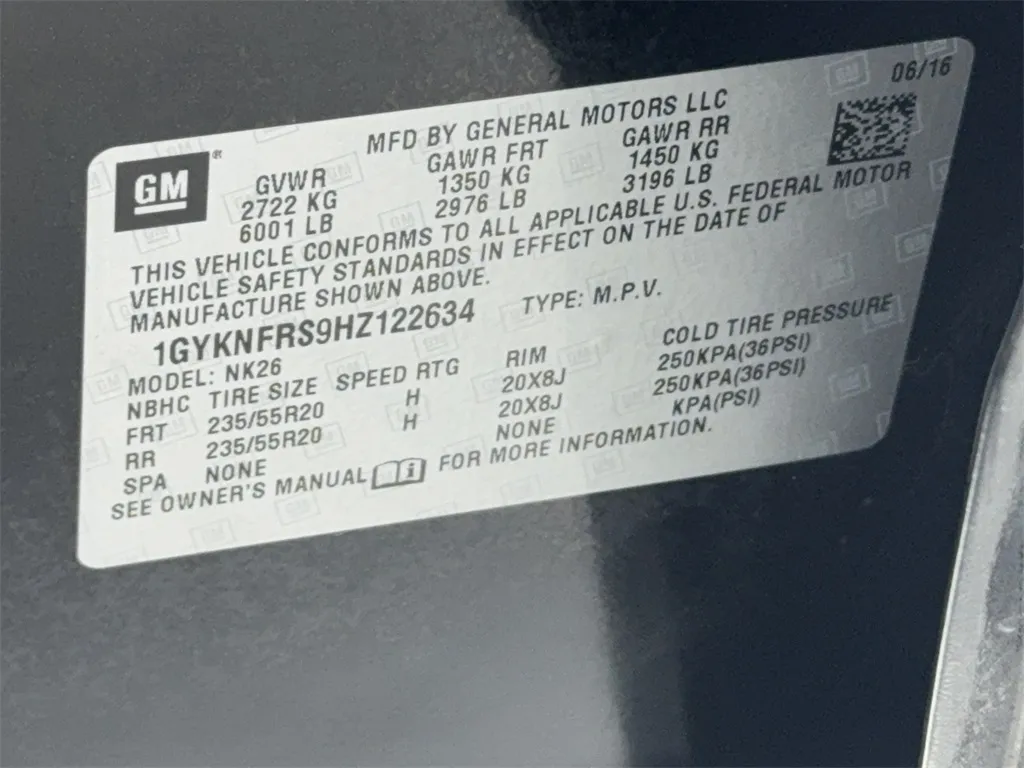 06/16
MFD BY GENERAL MOTORS LLC
GM®
GVWR GAWR FRT GAWR RR
2722 KG 1350 KG 1450 KG
6001 LB 2976 LB 3196 LB
THIS VEHICLE CONFORMS TO ALL APPLICABLE U.S. FEDERAL MOTOR
VEHICLE SAFETY STANDARDS IN EFFECT ON THE DATE OF
MANUFACTURE SHOWN ABOVE.
1GYKNFRS9HZ122634 TYPE: M.P.V.
MODEL: NK26
NBHC TIRE SIZE SPEED RTG RIM COLD TIRE PRESSURE
FRT 235/55R20 H 20X8J 250KPA(36PSI)
RR 235/55R20 H 20X8J 250KPA(36PSI)
SPA NONE NONE KPA(PSI)
SEE OWNER'S MANUAL i FOR MORE INFORMATION.